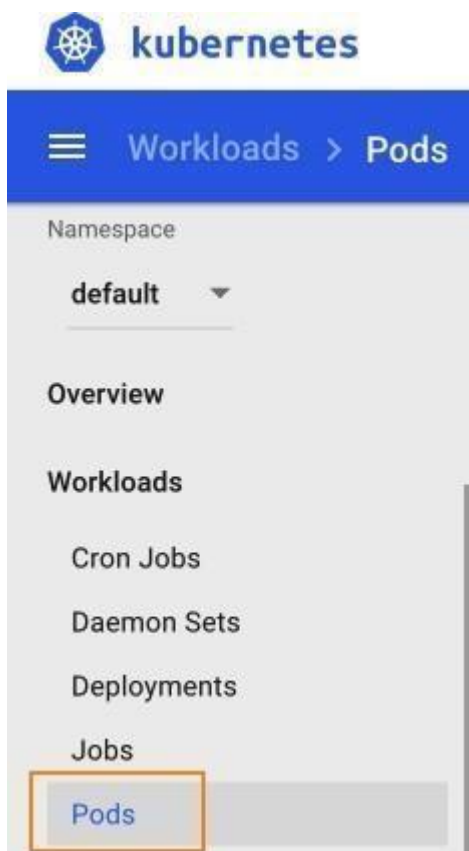 kubernetes
Workloads > Pods
Namespace
default
Overview
Workloads
Cron Jobs
Daemon Sets
Deployments
Jobs
Pods